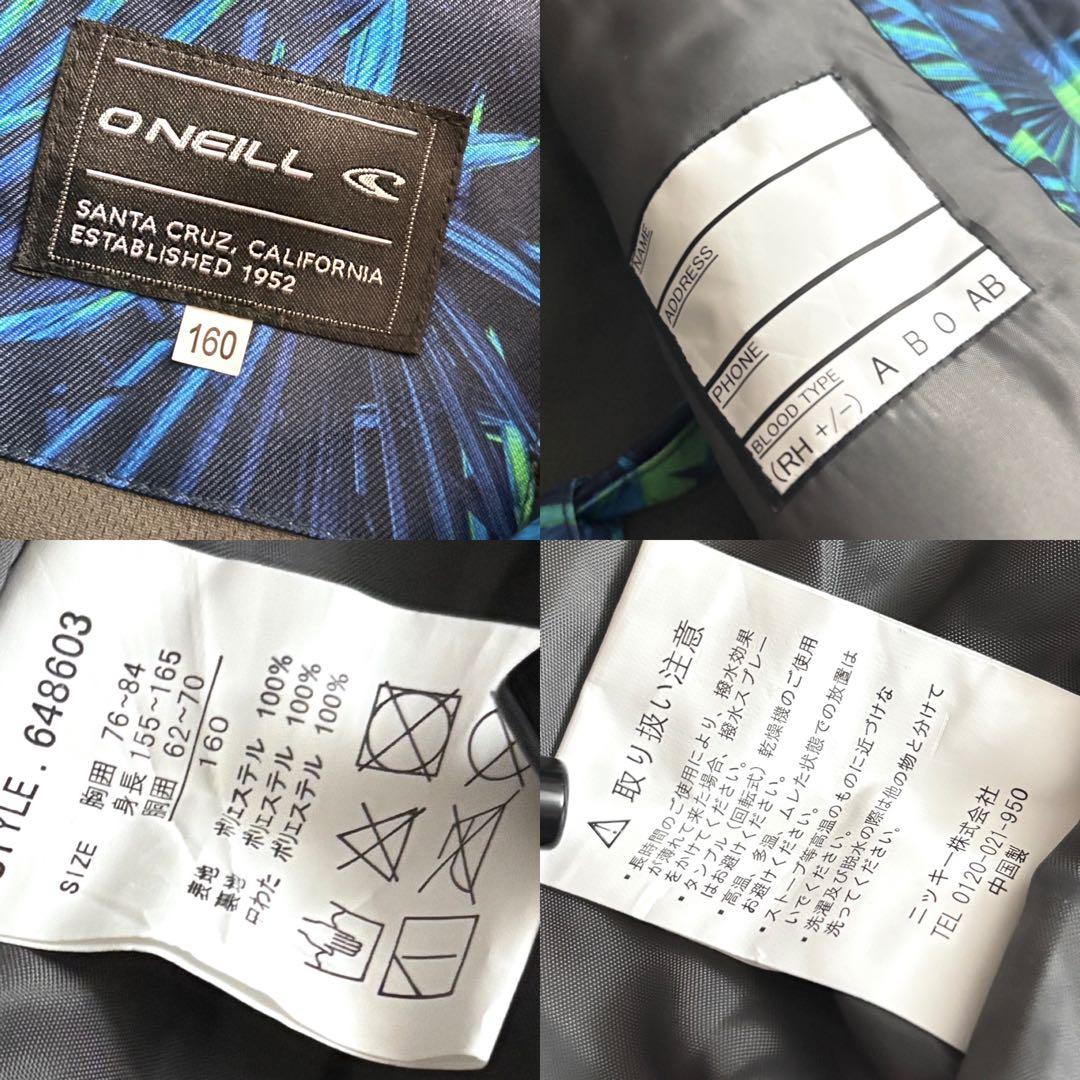 O'NEILL
SANTA CRUZ, CALIFORNIA
ESTABLISHED 1952
160
NAME
ADDRESS
PHONE
BLOOD TYPE
(RH +/−) A B O AB
STYLE. 648603
胸囲 76~84
身長 155~165
胴囲 62~70
SIZE 160
表地 ポリエステル 100%
裏地 ポリエステル 100%
中わた ポリエステル 100%
取り扱い注意
・長時間のご使用により、撥水効果
が薄れて来た場合、撥水スプレー
をかけてください。
・タンブル(回転式)乾燥機のご使用
はお避けください。
・高温、多湿、ムレた状態での放置は
お避けください。
・ストーブ等高温のものに近づけな
いでください。
・洗濯及び脱水の際は他の物と分けて
洗ってください。
ニッキー株式会社
TEL 0120-021-950
中国製